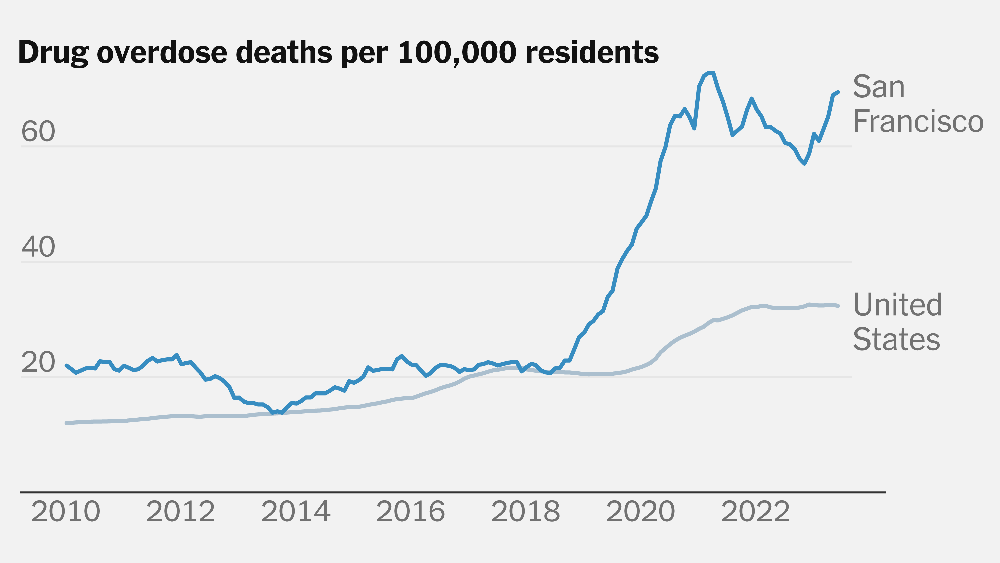 Drug overdose deaths per 100,000 residents
San
Francisco
60
40
United
States
20
2010 2012 2014 2016 2018 2020 2022